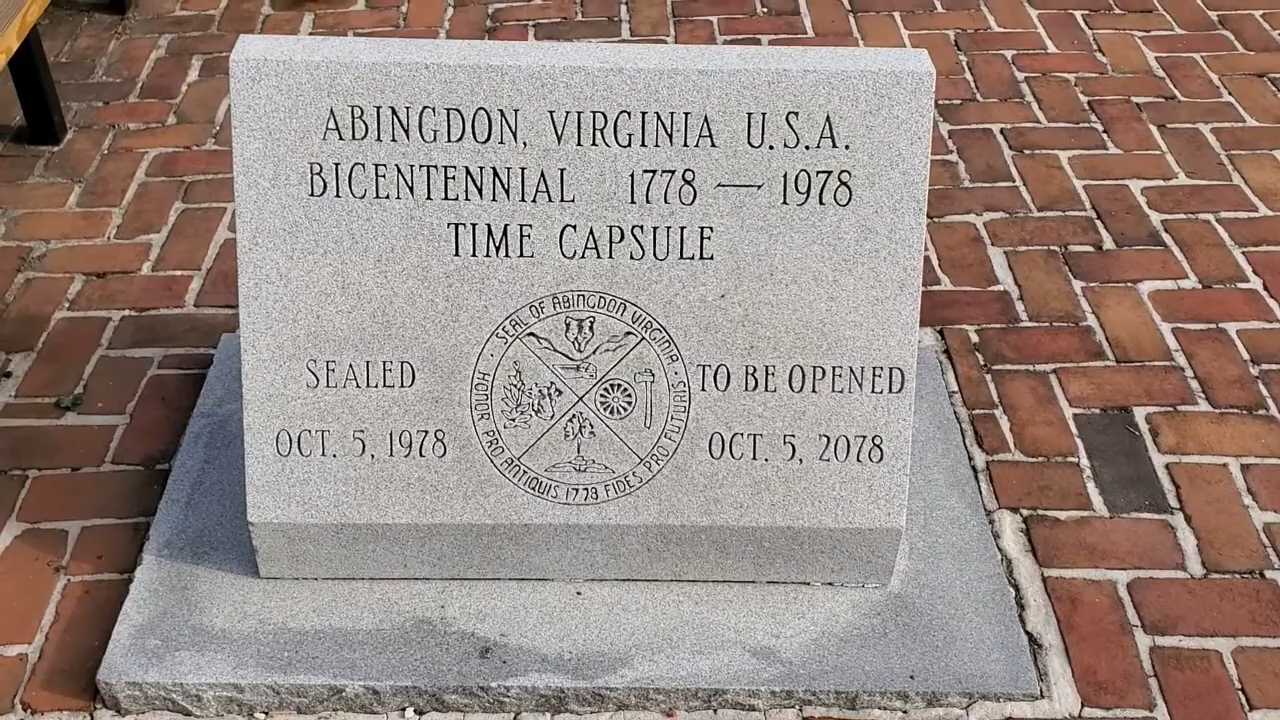 ABINGDON, VIRGINIA U.S.A.
BICENTENNIAL 1778 — 1978
TIME CAPSULE
SEAL OF ABINGDON VIRGINIA
HONOR PRO ANTIQUIS 1778 FIDES PRO FUTURIS
SEALED
OCT. 5, 1978
TO BE OPENED
OCT. 5, 2078